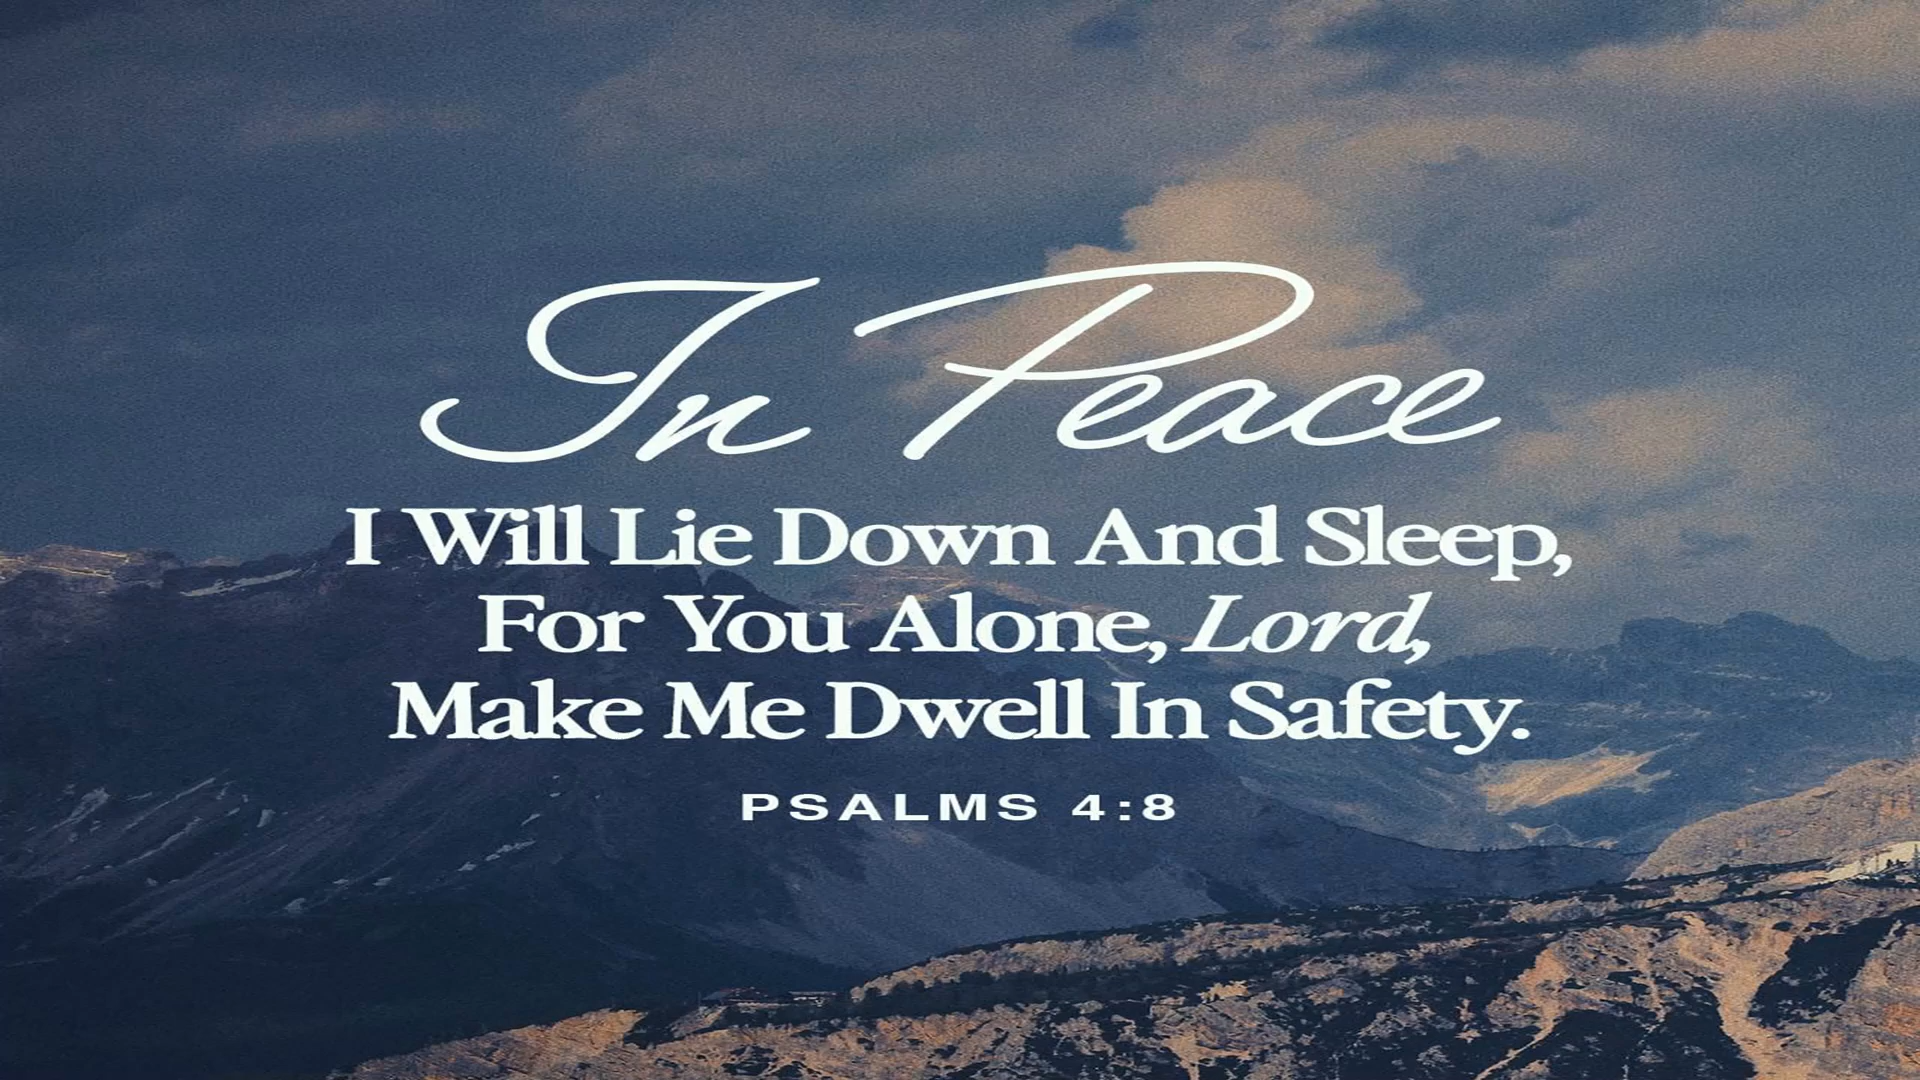 In Peace
I Will Lie Down And Sleep,
For You Alone, Lord,
Make Me Dwell In Safety.
PSALMS 4:8